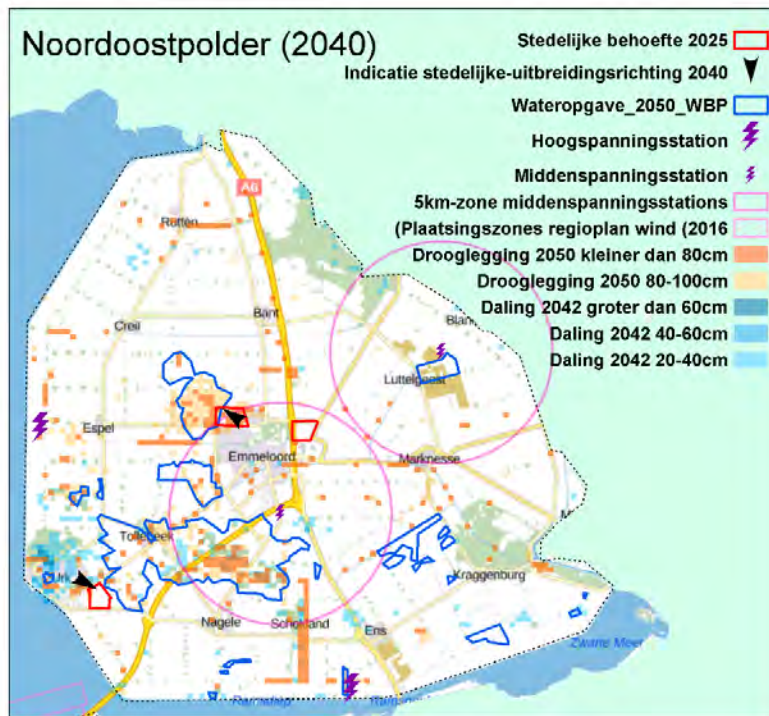 Noordoostpolder (2040)
Stedelijke behoefte 2025
Indicatie stedelijke-uitbreidingsrichting 2040
Wateropgave_2050_WBP
Hoogspanningsstation
Middenspanningsstation
5km-zone middenspanningsstations
(Plaatsingszones regioplan wind (2016
Drooglegging 2050 kleiner dan 80cm
Drooglegging 2050 80-100cm
Daling 2042 groter dan 60cm
Daling 2042 40-60cm
Daling 2042 20-40cm
A6
Rutten
Creil
Bant
Blan
Luttelgeest
Espel
Emmeloord
Marknesse
Tollebeek
Urk
Kraggenburg
Nagele
Schokland
Ens
Zwarte Meer